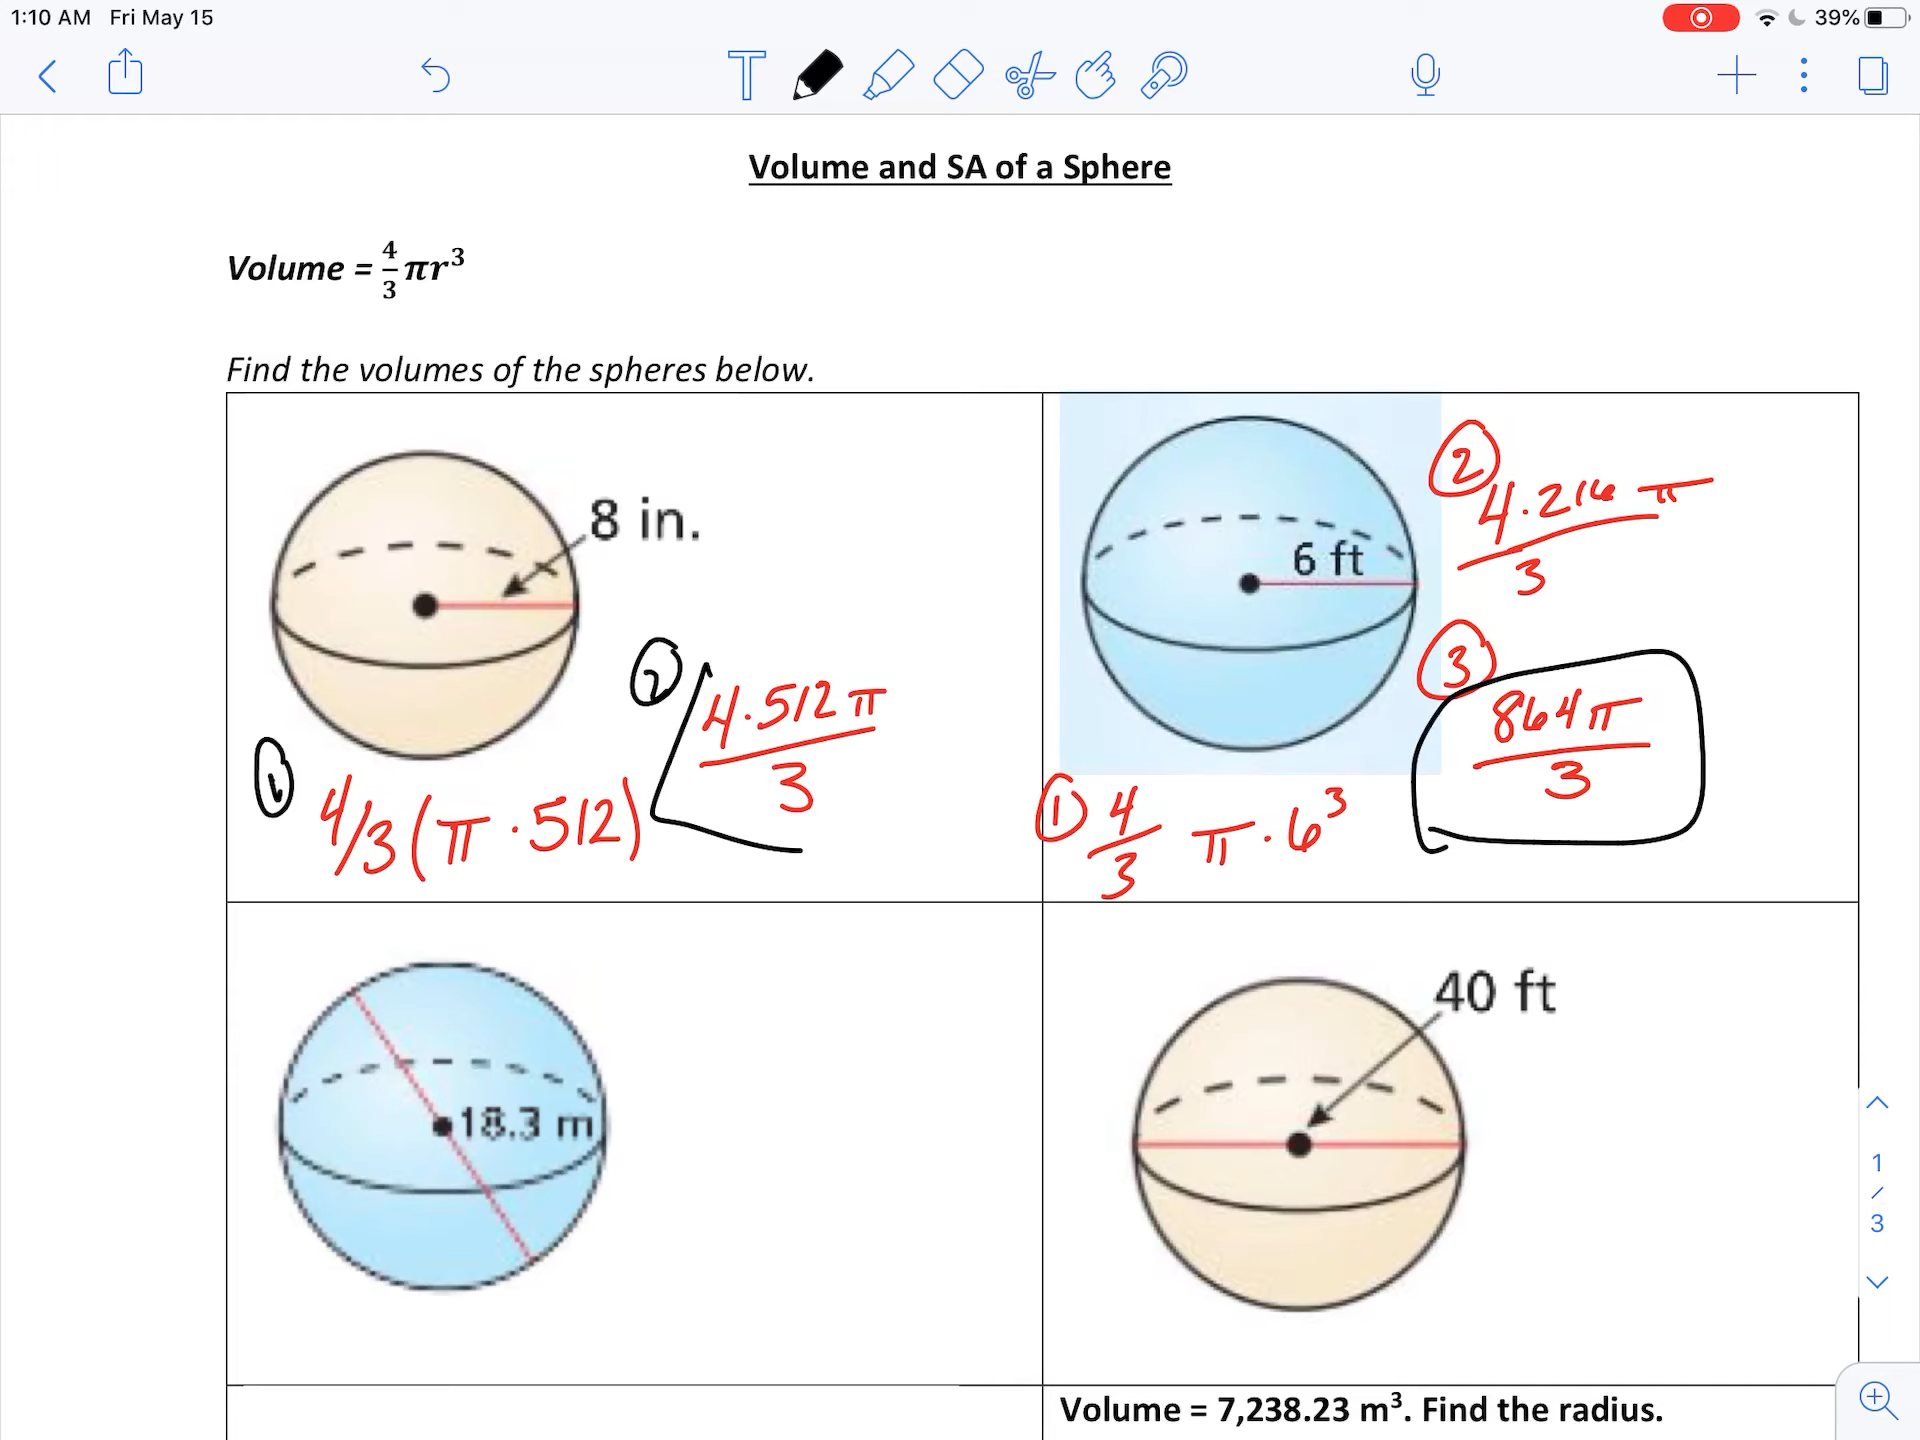 1:10 AM Fri May 15
39%
T
Volume and SA of a Sphere
Volume = 4/3 πr³
Find the volumes of the spheres below.
8 in.
① 4/3 (π · 512)
② 4·512 π / 3
6 ft
① 4/3 π · 6³
② 4·216 π / 3
③ 864 π / 3
18.3 m
40 ft
1
/
3
Volume = 7,238.23 m³. Find the radius.